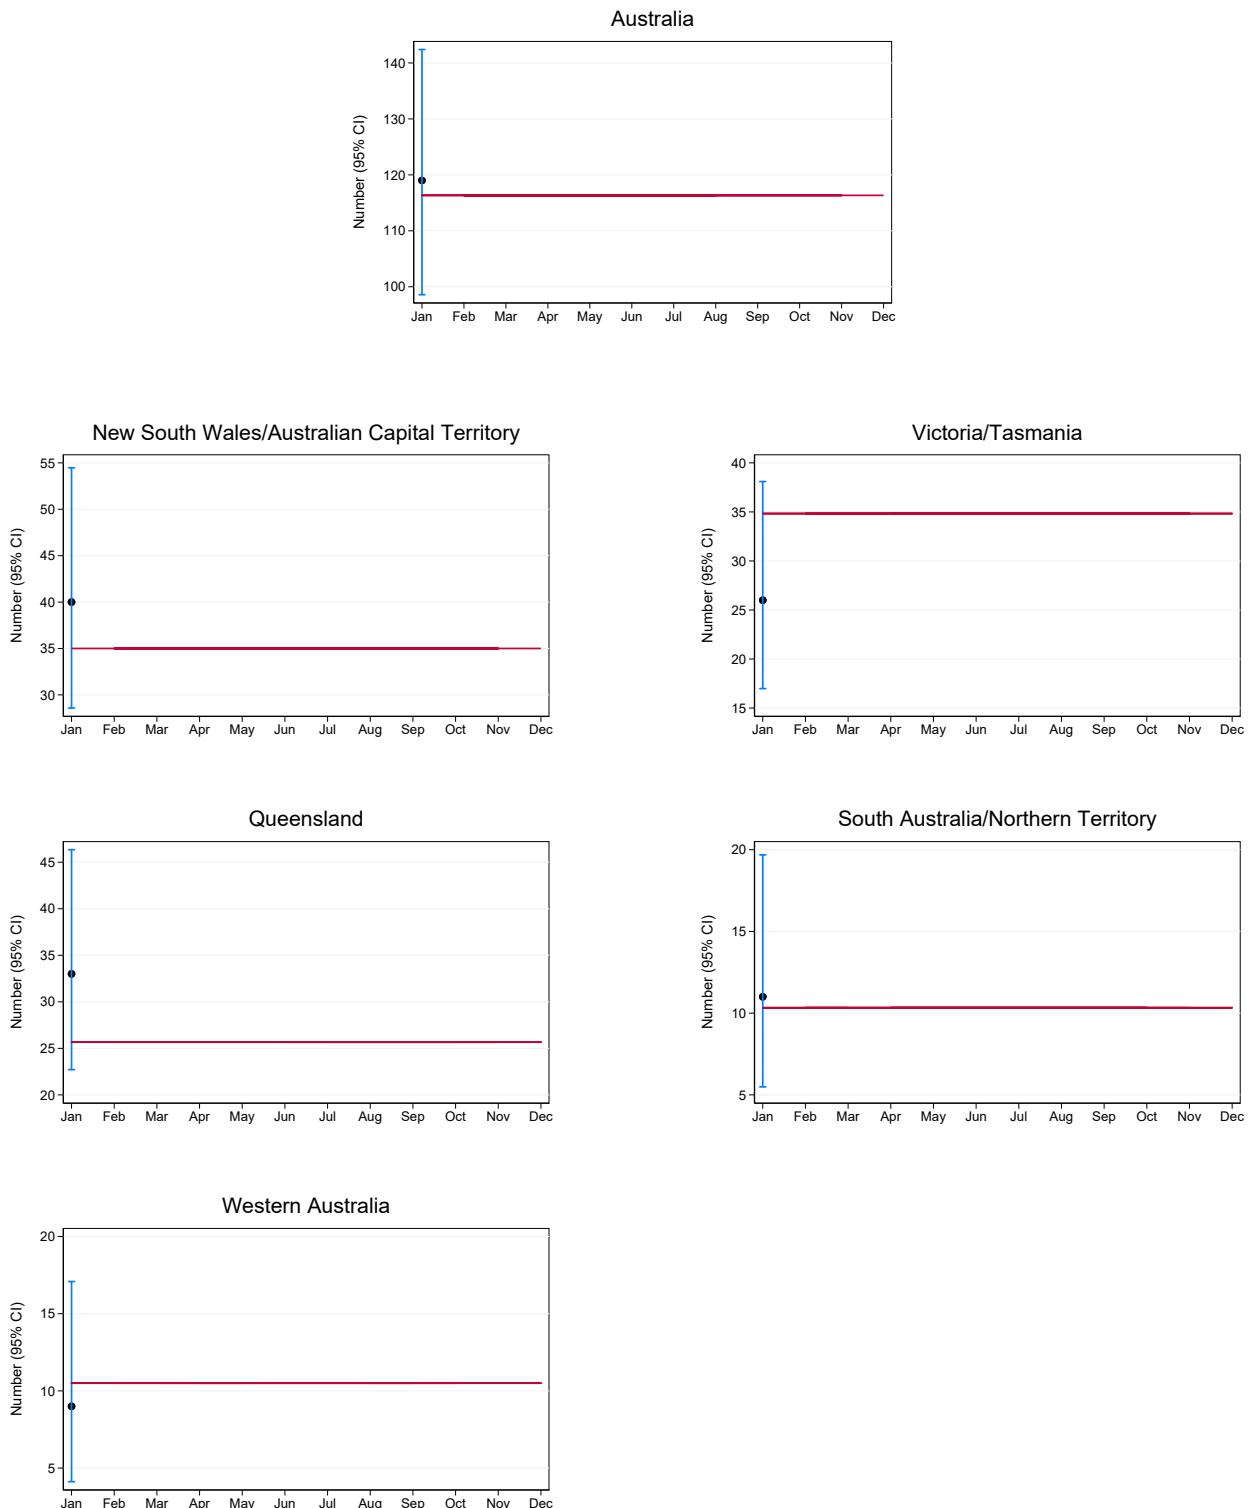 Australia
Number (95% CI)
140
130
120
110
100
Jan Feb Mar Apr May Jun Jul Aug Sep Oct Nov Dec
New South Wales/Australian Capital Territory
Number (95% CI)
55
50
45
40
35
30
Jan Feb Mar Apr May Jun Jul Aug Sep Oct Nov Dec
Victoria/Tasmania
Number (95% CI)
40
35
30
25
20
15
Jan Feb Mar Apr May Jun Jul Aug Sep Oct Nov Dec
Queensland
Number (95% CI)
45
40
35
30
25
20
Jan Feb Mar Apr May Jun Jul Aug Sep Oct Nov Dec
South Australia/Northern Territory
Number (95% CI)
20
15
10
5
Jan Feb Mar Apr May Jun Jul Aug Sep Oct Nov Dec
Western Australia
Number (95% CI)
20
15
10
5
Jan Feb Mar Apr May Jun Jul Aug Sep Oct Nov Dec